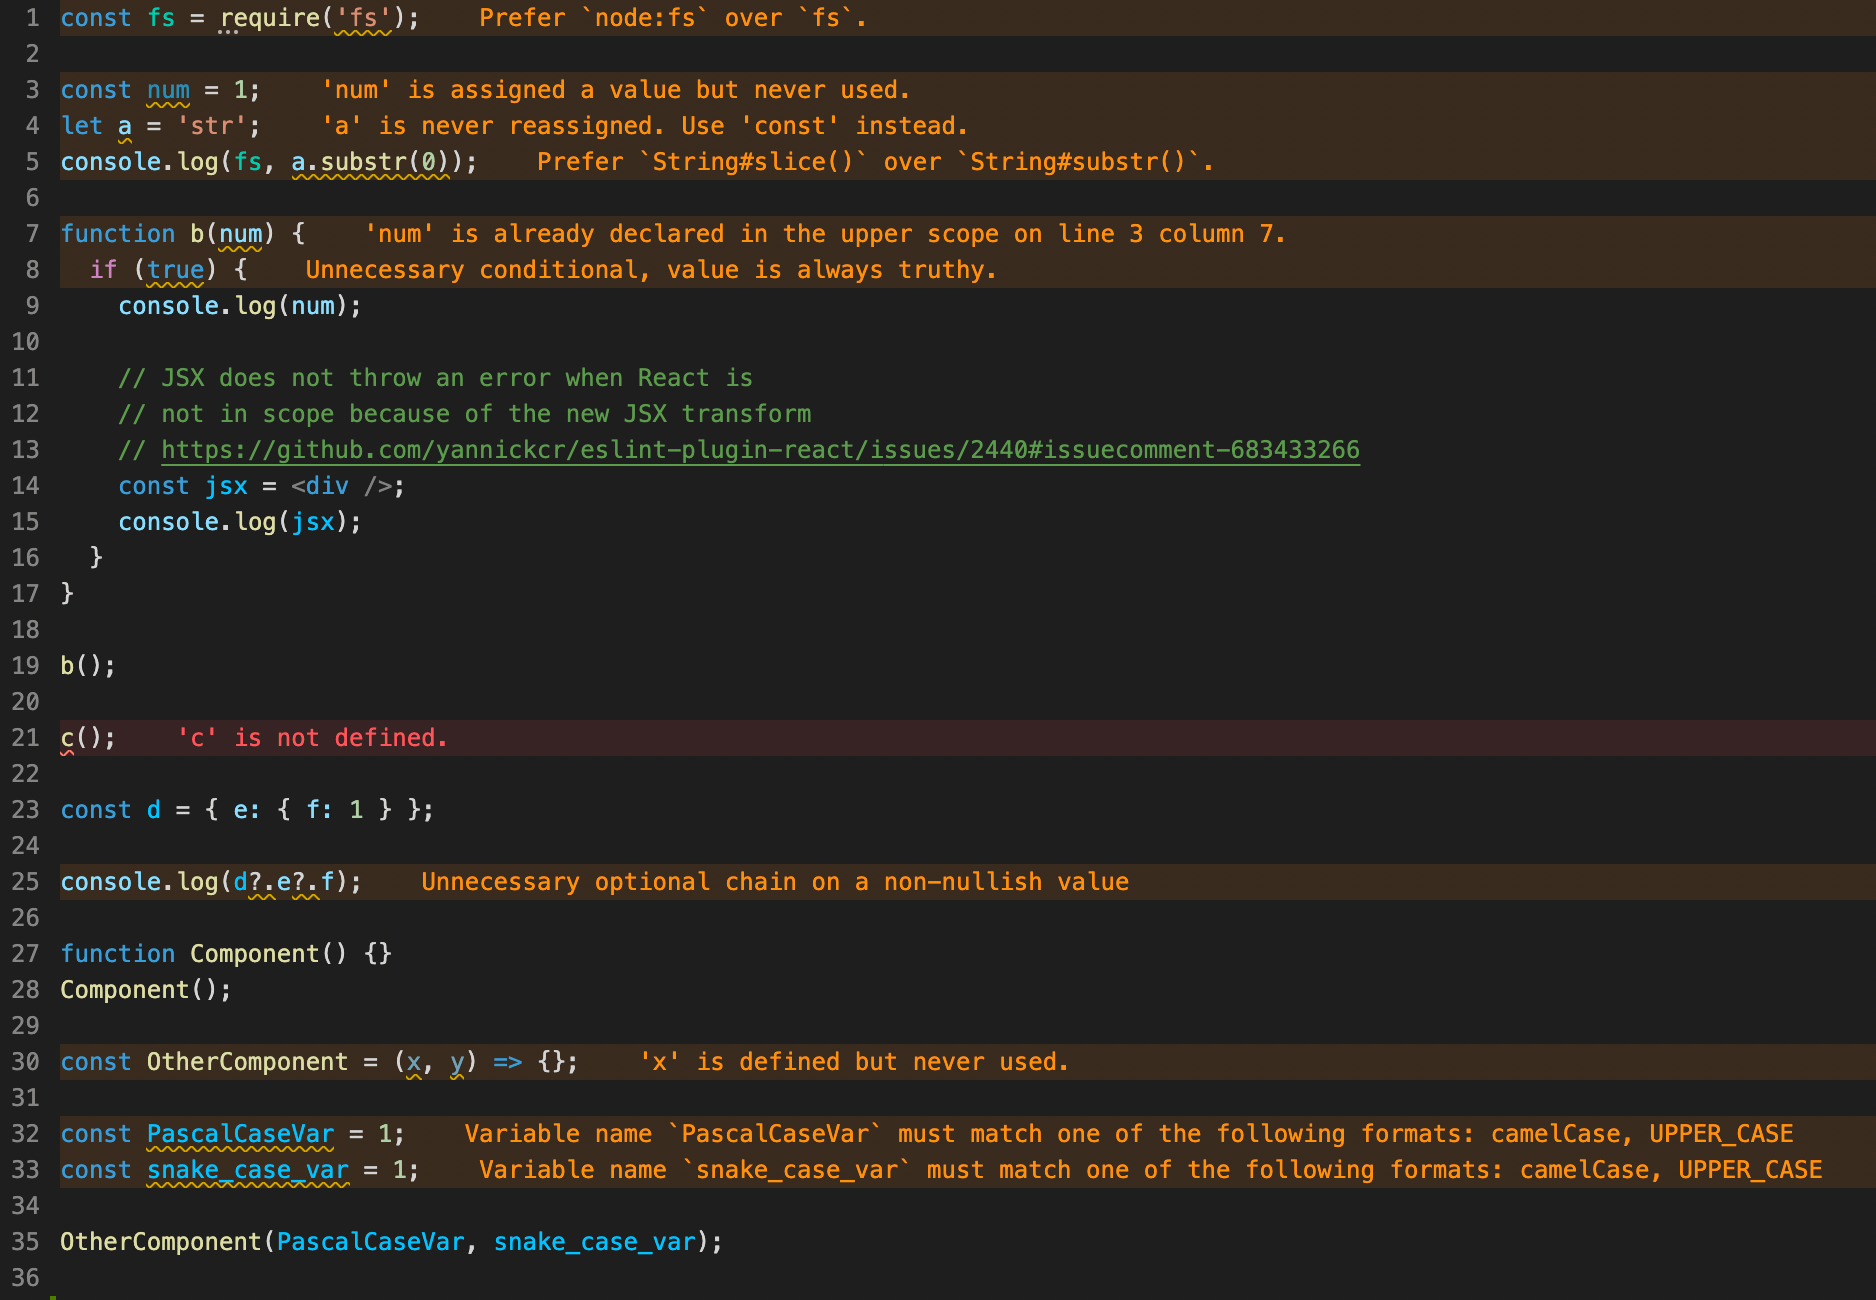 1 const fs = require('fs'); Prefer `node:fs` over `fs`.
2
3 const num = 1; 'num' is assigned a value but never used.
4 let a = 'str'; 'a' is never reassigned. Use 'const' instead.
5 console.log(fs, a.substr(0)); Prefer `String#slice()` over `String#substr()`.
6
7 function b(num) { 'num' is already declared in the upper scope on line 3 column 7.
8   if (true) { Unnecessary conditional, value is always truthy.
9     console.log(num);
10
11     // JSX does not throw an error when React is
12     // not in scope because of the new JSX transform
13     // https://github.com/yannickcr/eslint-plugin-react/issues/2440#issuecomment-683433266
14     const jsx = <div />;
15     console.log(jsx);
16   }
17 }
18
19 b();
20
21 c(); 'c' is not defined.
22
23 const d = { e: { f: 1 } };
24
25 console.log(d?.e?.f); Unnecessary optional chain on a non-nullish value
26
27 function Component() {}
28 Component();
29
30 const OtherComponent = (x, y) => {}; 'x' is defined but never used.
31
32 const PascalCaseVar = 1; Variable name `PascalCaseVar` must match one of the following formats: camelCase, UPPER_CASE
33 const snake_case_var = 1; Variable name `snake_case_var` must match one of the following formats: camelCase, UPPER_CASE
34
35 OtherComponent(PascalCaseVar, snake_case_var);
36